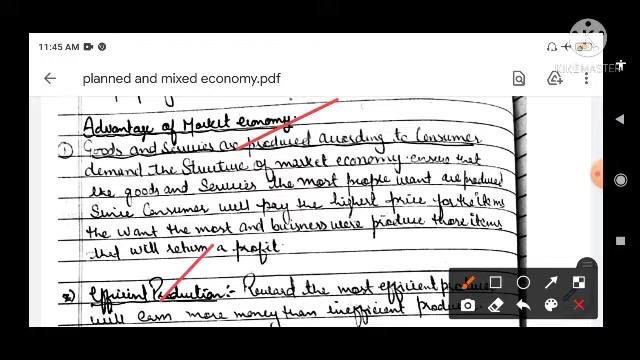 11:45 AM
KINEMASTER
planned and mixed economy.pdf
Advantage of Market economy.
1) Goods and Services are produced according to Consumer
demand. The Structure of market economy ensures that
the goods and Services the most people want are produced
Since Consumer will pay the highest price for the items
the want the most and business were produce those items
that will return a profit.
Efficient Production:- Reward the most efficient produce
will earn more money than inefficient produce